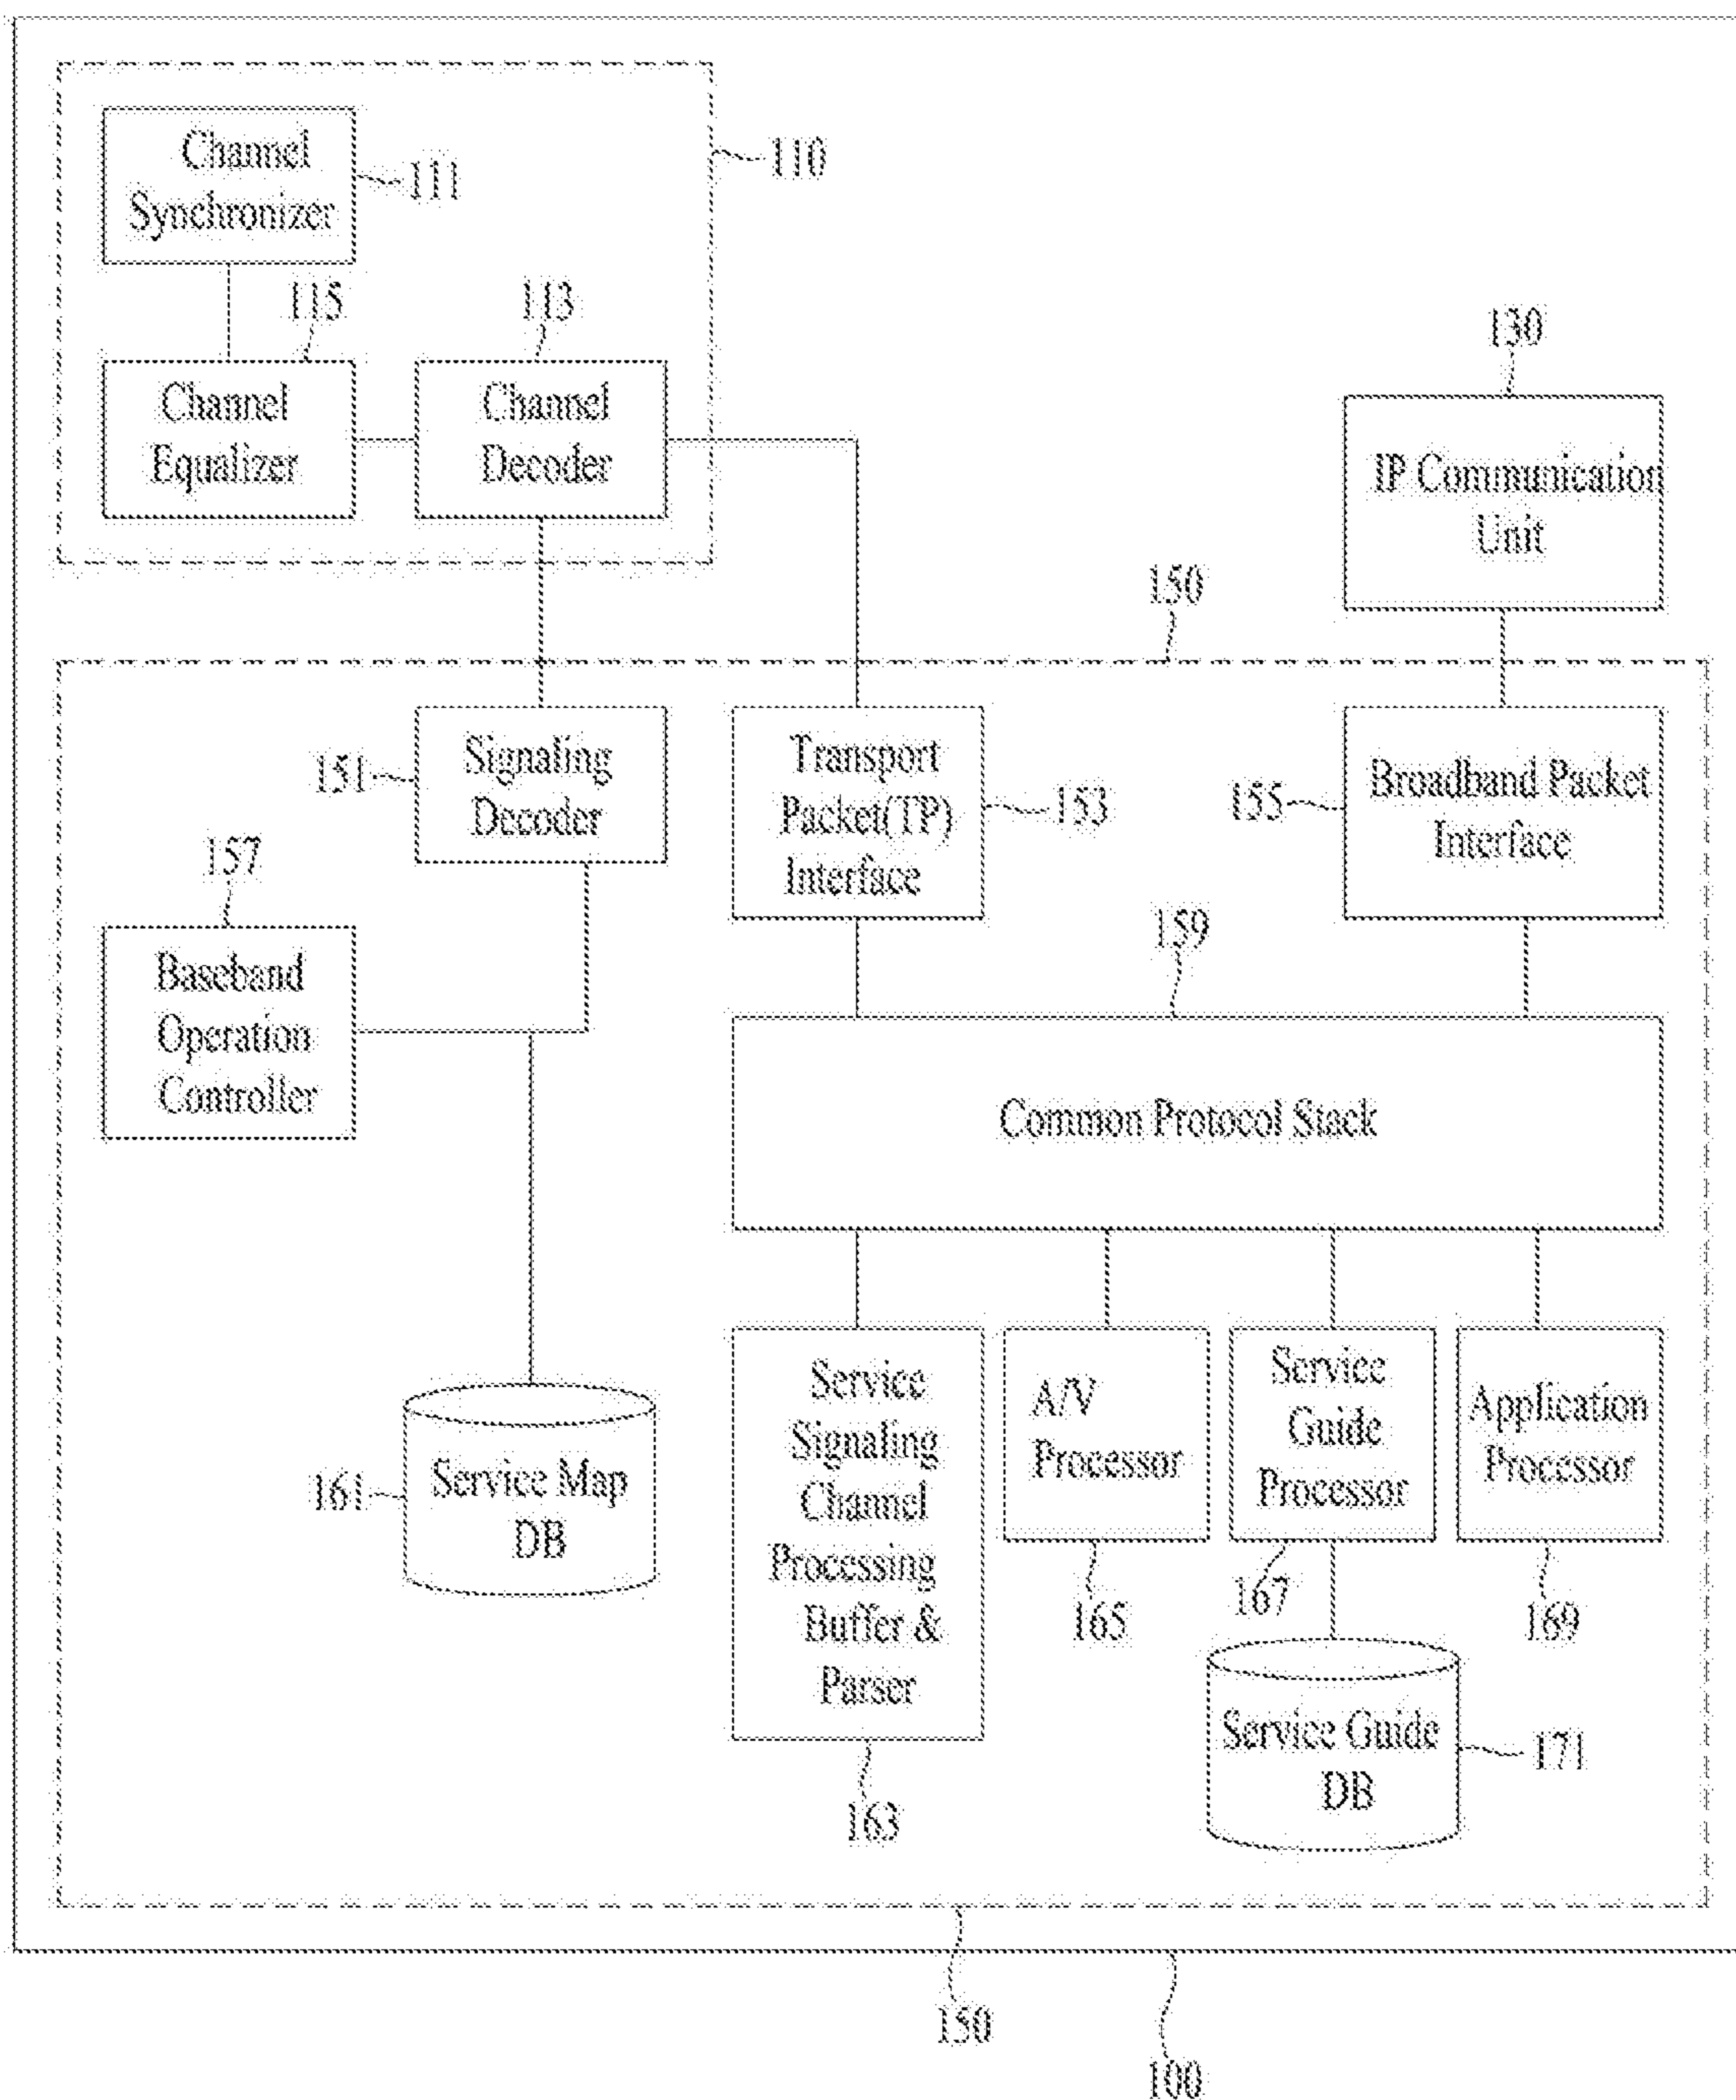 Channel
Synchronizer
111
110
115
113
Channel
Equalizer
Channel
Decoder
130
IP Communication
Unit
150
151
Signaling
Decoder
Transport
Packet(TP)
Interface
153
155
Broadband Packet
Interface
157
Baseband
Operation
Controller
159
Common Protocol Stack
161
Service Map
DB
Service
Signaling
Channel
Processing
Buffer &
Parser
163
A/V
Processor
165
Service
Guide
Processor
167
Application
Processor
169
Service Guide
DB
171
150
100